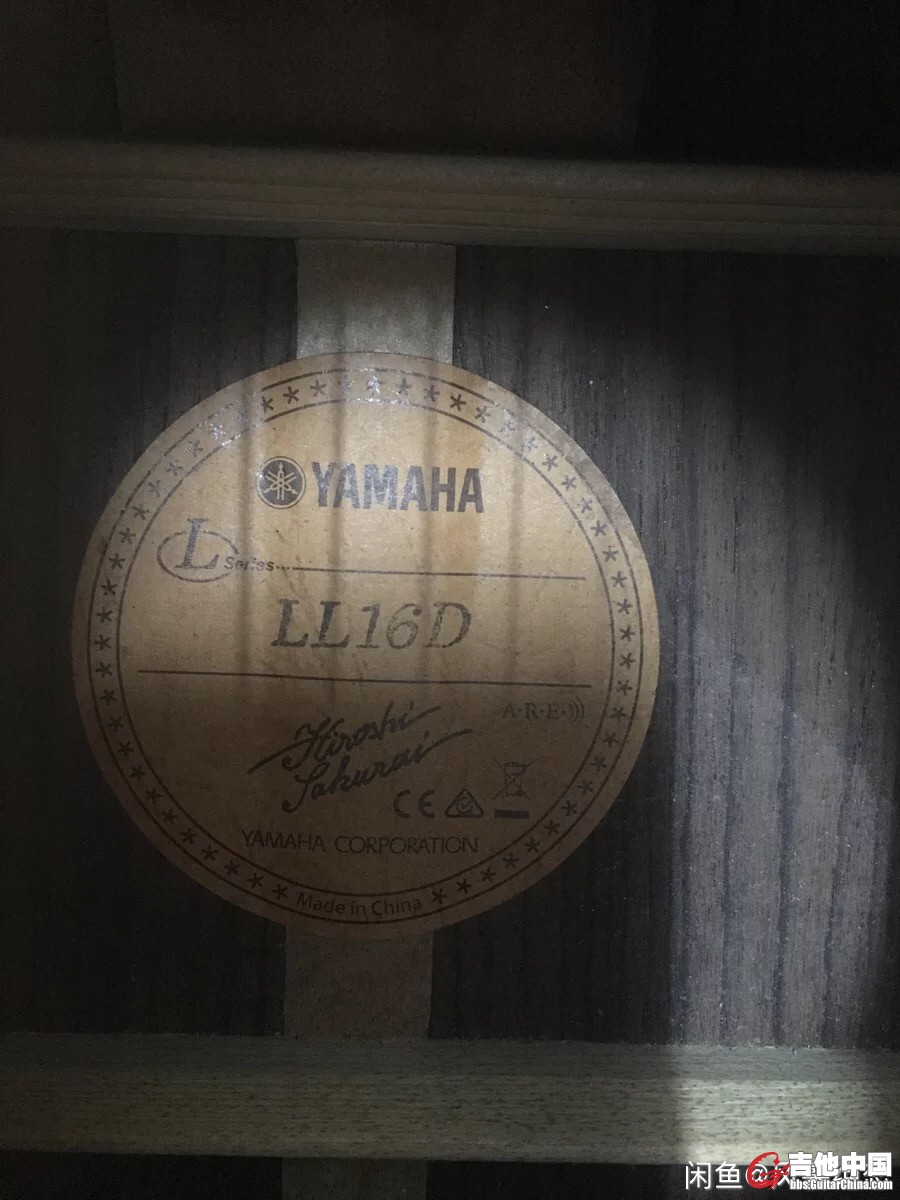 YAMAHA
L Series
LL16D
A·R·E
Hiroshi
Sakurai
CE
YAMAHA CORPORATION
Made in China
闲鱼@
吉他中国
bbs.GuitarChina.com